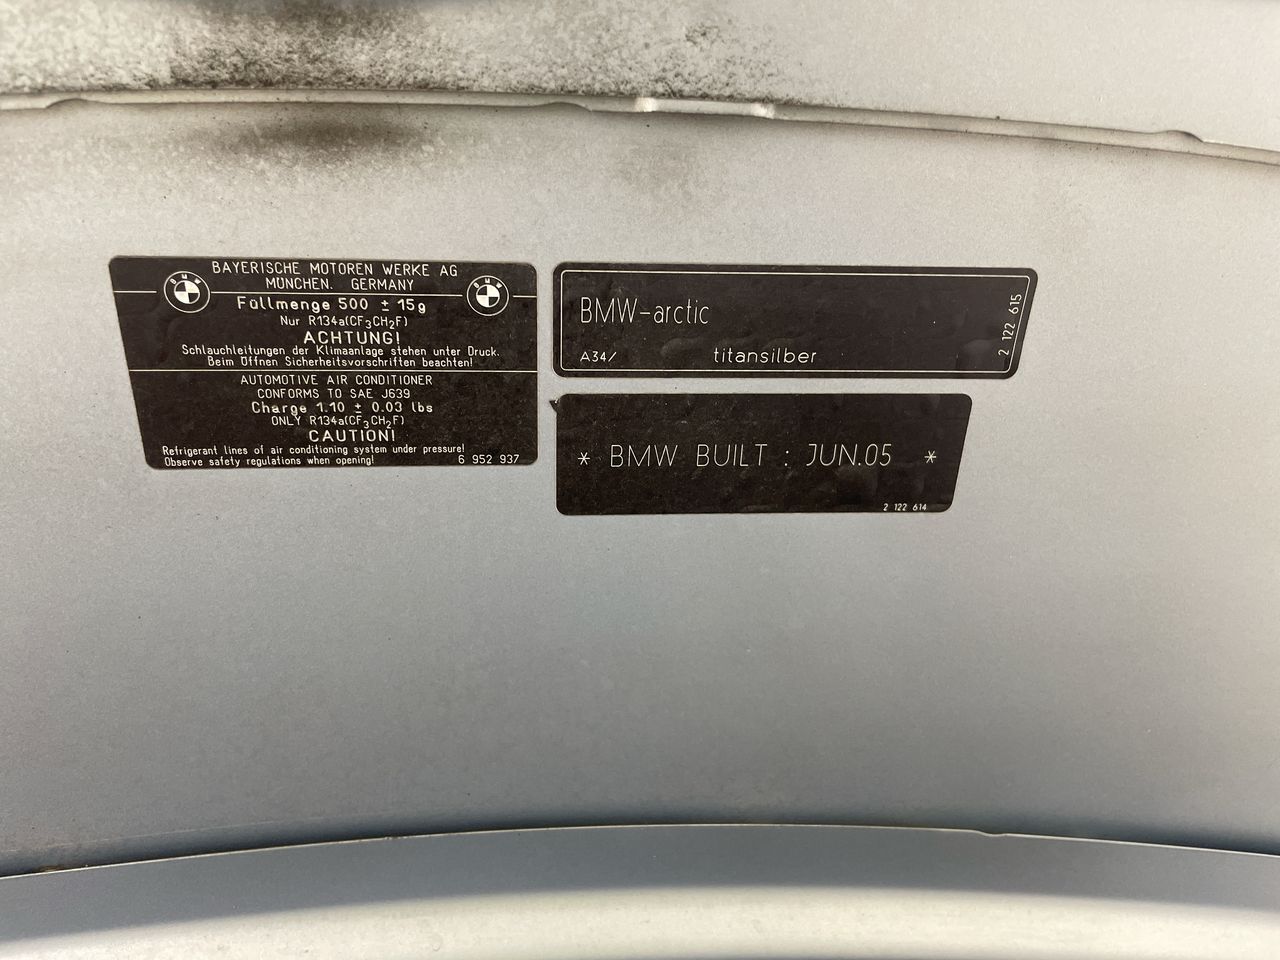 BAYERISCHE MOTOREN WERKE AG
MÜNCHEN. GERMANY
BMW
BMW
Füllmenge 500 ± 15g
Nur R134a(CF3CH2F)
ACHTUNG!
Schlauchleitungen der Klimaanlage stehen unter Druck.
Beim Öffnen Sicherheitsvorschriften beachten!
AUTOMOTIVE AIR CONDITIONER
CONFORMS TO SAE J639
Charge 1.10 ± 0.03 lbs
ONLY R134a(CF3CH2F)
CAUTION!
Refrigerant lines of air conditioning system under pressure!
Observe safety regulations when opening!
6 952 937
BMW-arctic
A34/ titansilber
2 122 615
* BMW BUILT : JUN.05 *
2 122 614